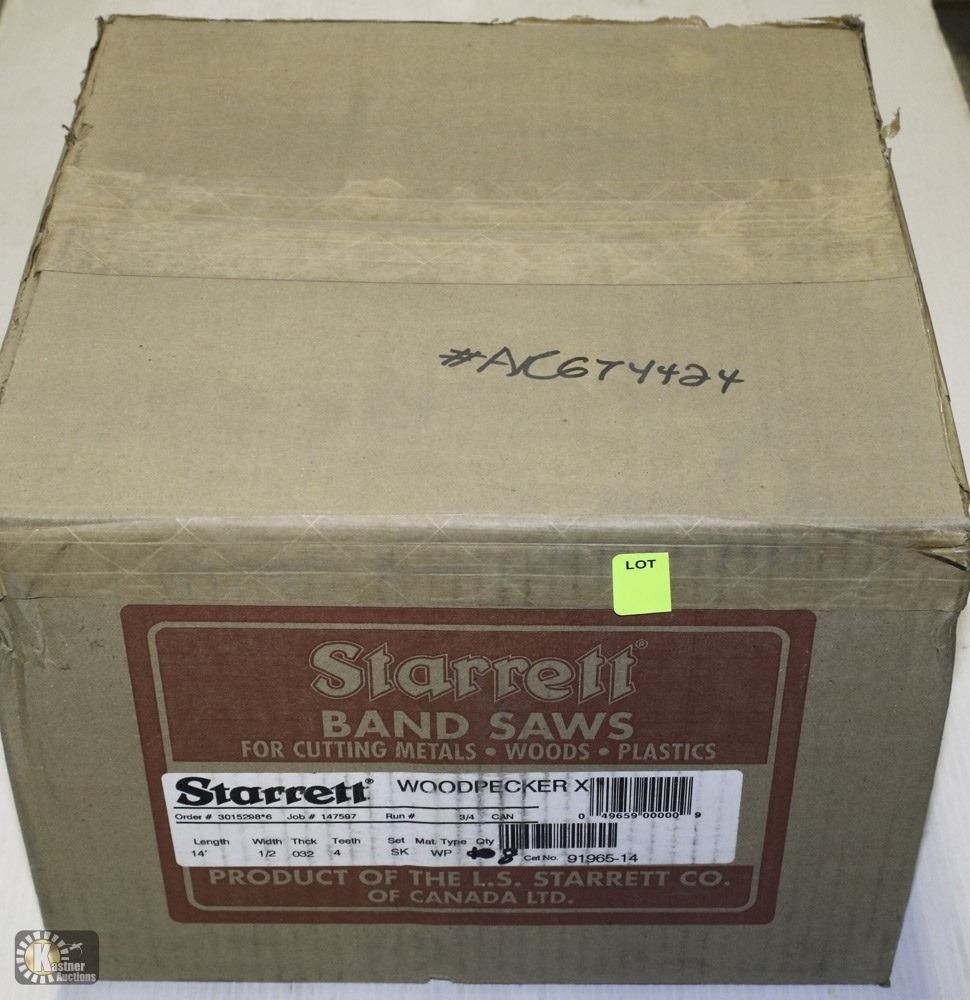 #AC674424
LOT
Starrett®
BAND SAWS
FOR CUTTING METALS • WOODS • PLASTICS
Starrett® WOODPECKER X
Order # 3015298*6 Job # 147597 Run # 3/4 CAN
0 49659 00000 9
Length Width Thck Teeth Set Mat. Type Qty
14' 1/2 032 4 SK WP 8 Cat No. 91965-14
PRODUCT OF THE L.S. STARRETT CO.
OF CANADA LTD.
Kastner
Auctions